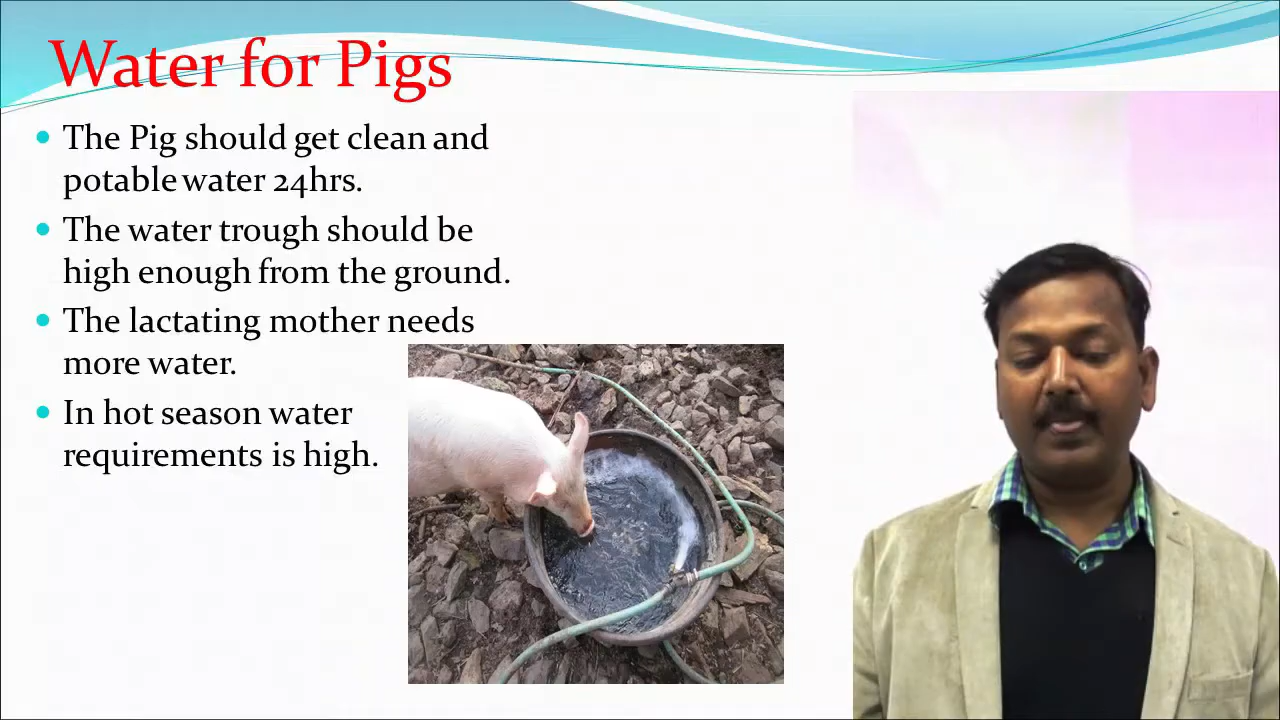 Water for Pigs
The Pig should get clean and
potable water 24hrs.
The water trough should be
high enough from the ground.
The lactating mother needs
more water.
In hot season water
requirements is high.